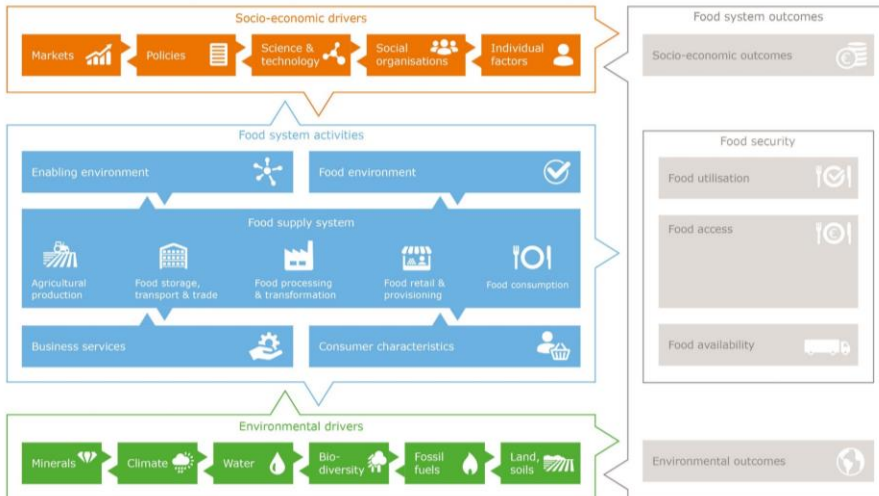 Socio-economic drivers
Markets
Policies
Science &
technology
Social
organisations
Individual
factors
Food system activities
Enabling environment
Food environment
Food supply system
Agricultural
production
Food storage,
transport & trade
Food processing
& transformation
Food retail &
provisioning
Food consumption
Business services
Consumer characteristics
Environmental drivers
Minerals
Climate
Water
Bio-
diversity
Fossil
fuels
Land,
soils
Food system outcomes
Socio-economic outcomes
€
Food security
Food utilisation
Food access
€
Food availability
Environmental outcomes